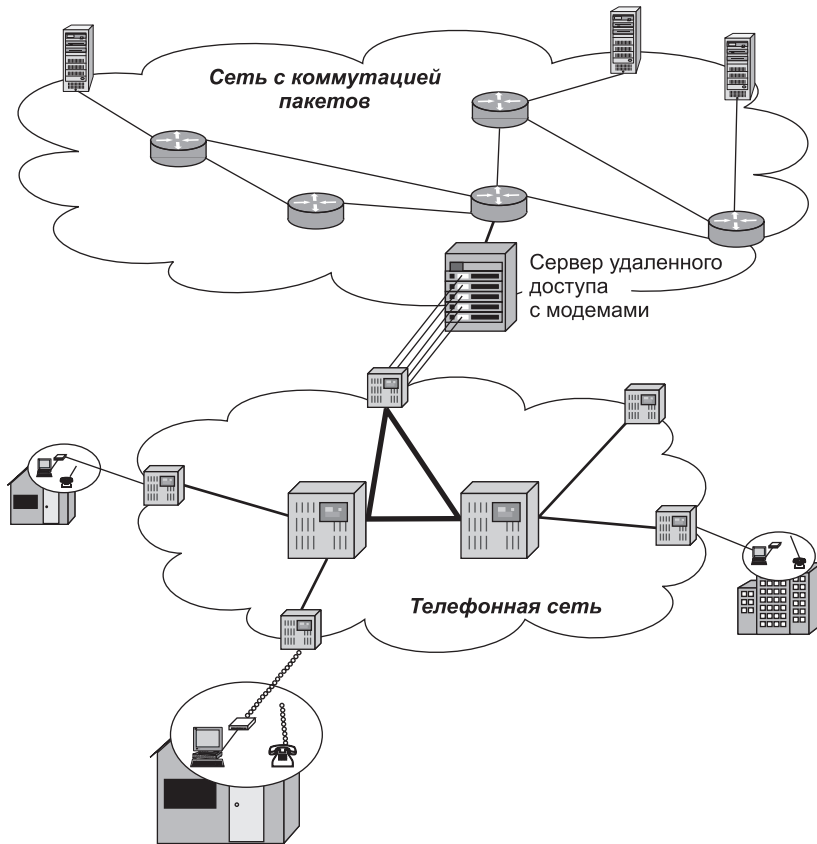 Сеть с коммутацией
пакетов
Сервер удаленного
доступа
с модемами
Телефонная сеть